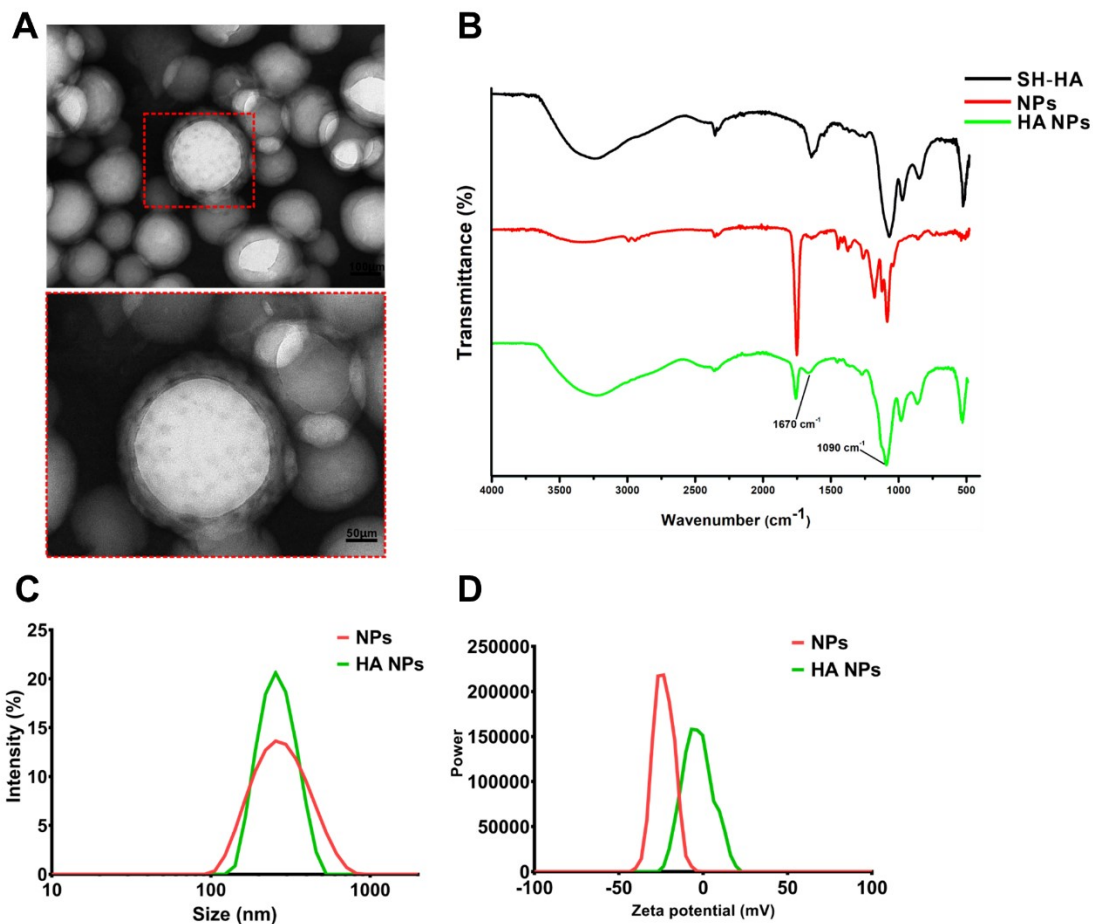 A
100µm
50µm
B
SH-HA
NPs
HA NPs
Transmittance (%)
1670 cm⁻¹
1090 cm⁻¹
4000 3500 3000 2500 2000 1500 1000 500
Wavenumber (cm⁻¹)
C
NPs
HA NPs
Intensity (%)
25
20
15
10
5
0
10 100 1000
Size (nm)
D
NPs
HA NPs
Power
250000
200000
150000
100000
50000
0
-100 -50 0 50 100
Zeta potential (mV)